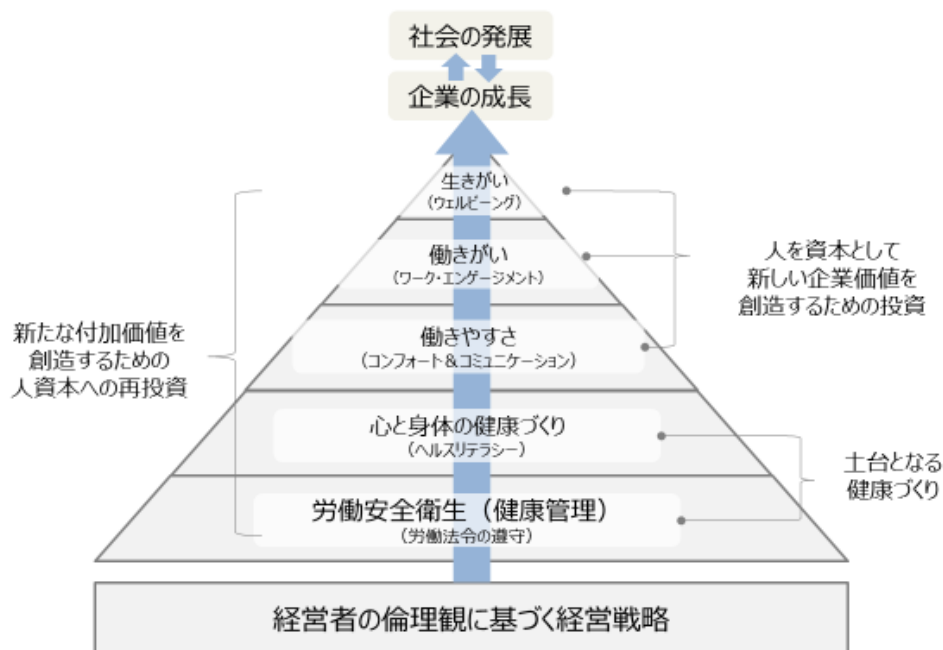 社会の発展
企業の成長
生きがい
(ウェルビーング)
働きがい
(ワーク・エンゲージメント)
働きやすさ
(コンフォート&コミュニケーション)
心と身体の健康づくり
(ヘルスリテラシー)
労働安全衛生(健康管理)
(労働法令の遵守)
経営者の倫理観に基づく経営戦略
新たな付加価値を
創造するための
人資本への再投資
人を資本として
新しい企業価値を
創造するための投資
土台となる
健康づくり